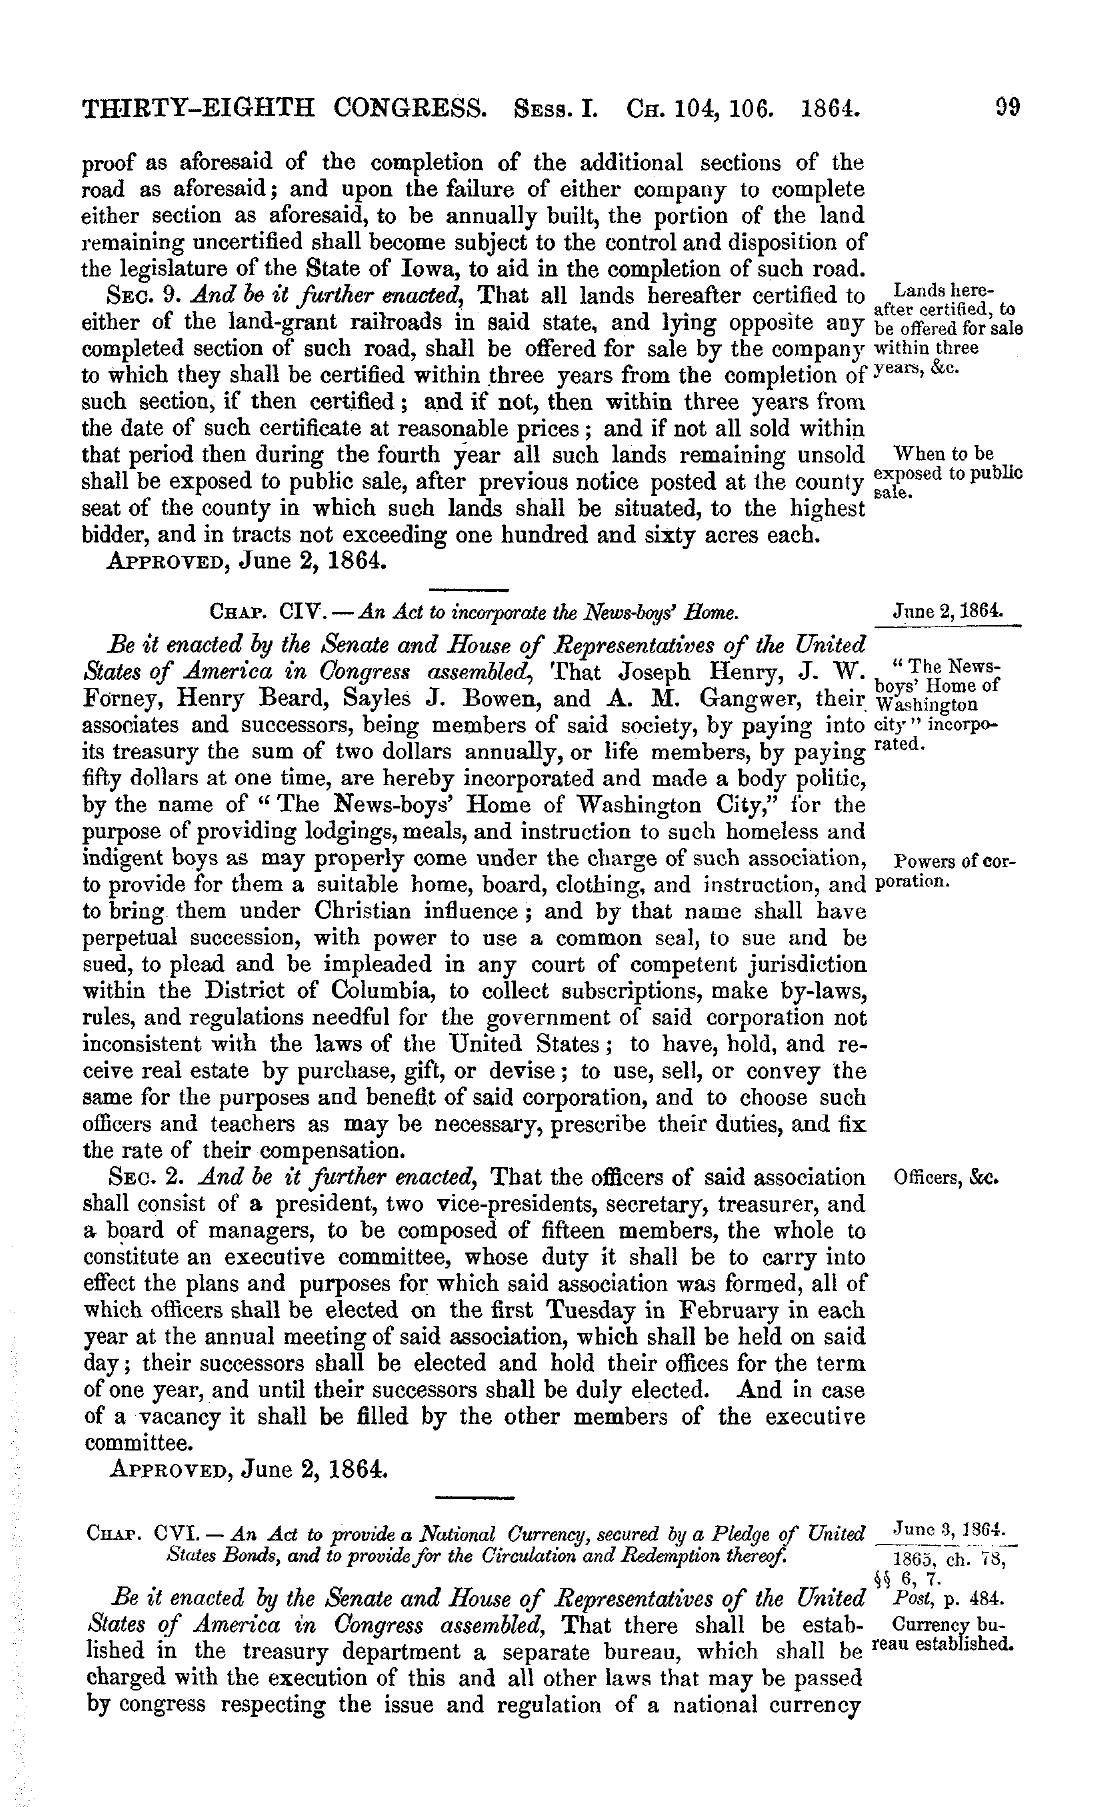 THIRTY-EIGHTH CONGRESS. Sess. I. Ch. 104, 106. 1864. 99
proof as aforesaid of the completion of the additional sections of the
road as aforesaid; and upon the failure of either company to complete
either section as aforesaid, to be annually built, the portion of the land
remaining uncertified shall become subject to the control and disposition of
the legislature of the State of Iowa, to aid in the completion of such road.
Sec. 9. And be it further enacted, That all lands hereafter certified to
either of the land-grant railroads in said state, and lying opposite any
completed section of such road, shall be offered for sale by the company
to which they shall be certified within three years from the completion of
such section, if then certified; and if not, then within three years from
the date of such certificate at reasonable prices; and if not all sold within
that period then during the fourth year all such lands remaining unsold
shall be exposed to public sale, after previous notice posted at the county
seat of the county in which such lands shall be situated, to the highest
bidder, and in tracts not exceeding one hundred and sixty acres each.
Approved, June 2, 1864.
Lands here-
after certified, to
be offered for sale
within three
years, &c.
When to be
exposed to public
sale.
Chap. CIV.—An Act to incorporate the News-boys' Home.
June 2, 1864.
Be it enacted by the Senate and House of Representatives of the United
States of America in Congress assembled, That Joseph Henry, J. W.
Forney, Henry Beard, Sayles J. Bowen, and A. M. Gangwer, their
associates and successors, being members of said society, by paying into
its treasury the sum of two dollars annually, or life members, by paying
fifty dollars at one time, are hereby incorporated and made a body politic,
by the name of "The News-boys' Home of Washington City," for the
purpose of providing lodgings, meals, and instruction to such homeless and
indigent boys as may properly come under the charge of such association,
to provide for them a suitable home, board, clothing, and instruction, and
to bring them under Christian influence; and by that name shall have
perpetual succession, with power to use a common seal, to sue and be
sued, to plead and be impleaded in any court of competent jurisdiction
within the District of Columbia, to collect subscriptions, make by-laws,
rules, and regulations needful for the government of said corporation not
inconsistent with the laws of the United States; to have, hold, and re-
ceive real estate by purchase, gift, or devise; to use, sell, or convey the
same for the purposes and benefit of said corporation, and to choose such
officers and teachers as may be necessary, prescribe their duties, and fix
the rate of their compensation.
"The News-
boys' Home of
Washington
city" incorpo-
rated.
Powers of cor-
poration.
Sec. 2. And be it further enacted, That the officers of said association
shall consist of a president, two vice-presidents, secretary, treasurer, and
a board of managers, to be composed of fifteen members, the whole to
constitute an executive committee, whose duty it shall be to carry into
effect the plans and purposes for which said association was formed, all of
which officers shall be elected on the first Tuesday in February in each
year at the annual meeting of said association, which shall be held on said
day; their successors shall be elected and hold their offices for the term
of one year, and until their successors shall be duly elected. And in case
of a vacancy it shall be filled by the other members of the executive
committee.
Approved, June 2, 1864.
Officers, &c.
Chap. CVI.—An Act to provide a National Currency, secured by a Pledge of United
States Bonds, and to provide for the Circulation and Redemption thereof.
June 3, 1864.
1865, ch. 78,
§§ 6, 7.
Post, p. 484.
Be it enacted by the Senate and House of Representatives of the United
States of America in Congress assembled, That there shall be estab-
lished in the treasury department a separate bureau, which shall be
charged with the execution of this and all other laws that may be passed
by congress respecting the issue and regulation of a national currency
Currency bu-
reau established.